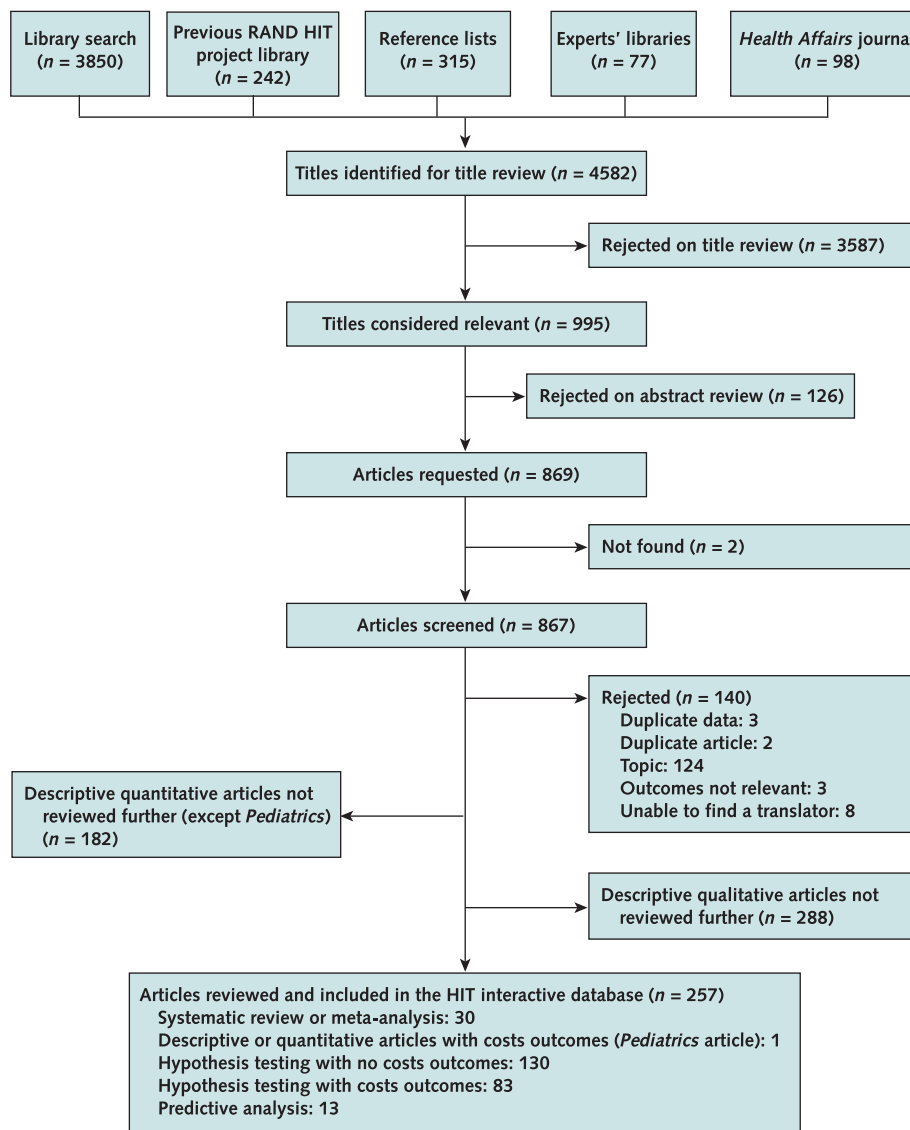 Library search
(n = 3850)
Previous RAND HIT
project library
(n = 242)
Reference lists
(n = 315)
Experts’ libraries
(n = 77)
Health Affairs journal
(n = 98)
Titles identified for title review (n = 4582)
Rejected on title review (n = 3587)
Titles considered relevant (n = 995)
Rejected on abstract review (n = 126)
Articles requested (n = 869)
Not found (n = 2)
Articles screened (n = 867)
Rejected (n = 140)
Duplicate data: 3
Duplicate article: 2
Topic: 124
Outcomes not relevant: 3
Unable to find a translator: 8
Descriptive quantitative articles not
reviewed further (except Pediatrics)
(n = 182)
Descriptive qualitative articles not
reviewed further (n = 288)
Articles reviewed and included in the HIT interactive database (n = 257)
Systematic review or meta-analysis: 30
Descriptive or quantitative articles with costs outcomes (Pediatrics article): 1
Hypothesis testing with no costs outcomes: 130
Hypothesis testing with costs outcomes: 83
Predictive analysis: 13